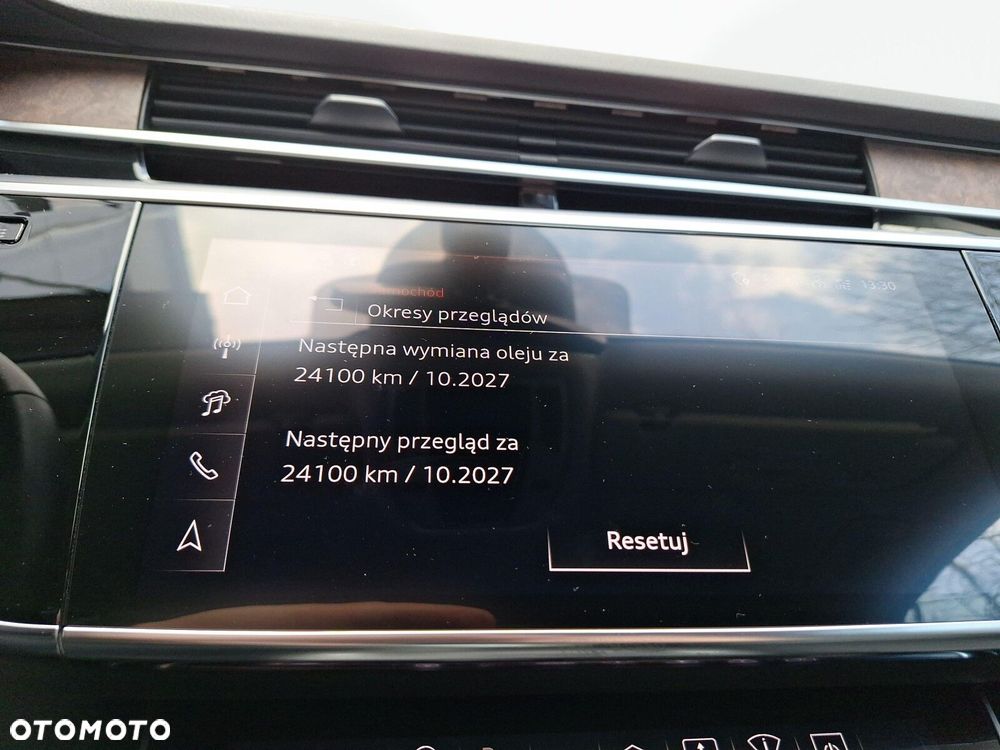 Samochód
13:30
Okresy przeglądów
Następna wymiana oleju za
24100 km / 10.2027
Następny przegląd za
24100 km / 10.2027
Resetuj
OTOMOTO